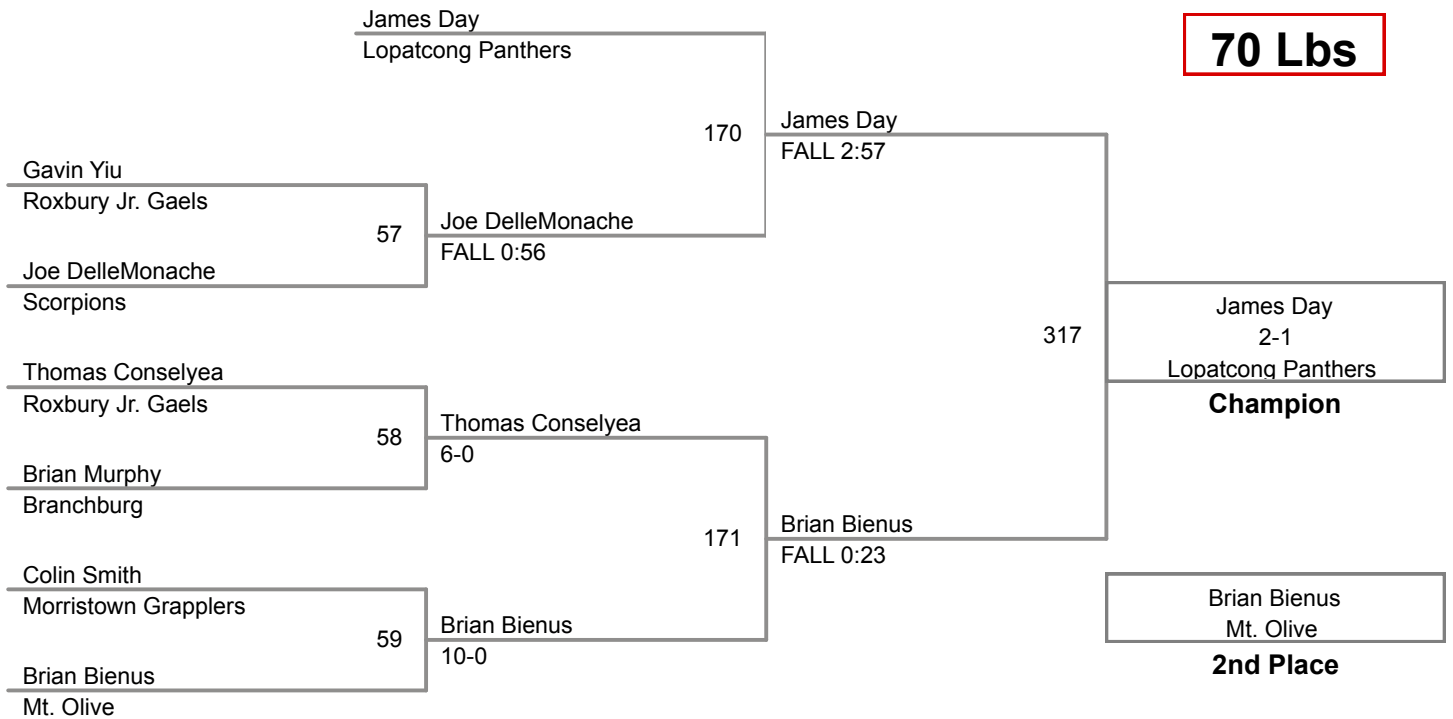 James Day
Lopatcong Panthers
70 Lbs
170
James Day
FALL 2:57
Gavin Yiu
Roxbury Jr. Gaels
57
Joe DelleMonache
FALL 0:56
Joe DelleMonache
Scorpions
317
James Day
2-1
Lopatcong Panthers
Champion
Thomas Conselyea
Roxbury Jr. Gaels
58
Thomas Conselyea
6-0
Brian Murphy
Branchburg
171
Brian Bienus
FALL 0:23
Colin Smith
Morristown Grapplers
59
Brian Bienus
10-0
Brian Bienus
Mt. Olive
Brian Bienus
Mt. Olive
2nd Place